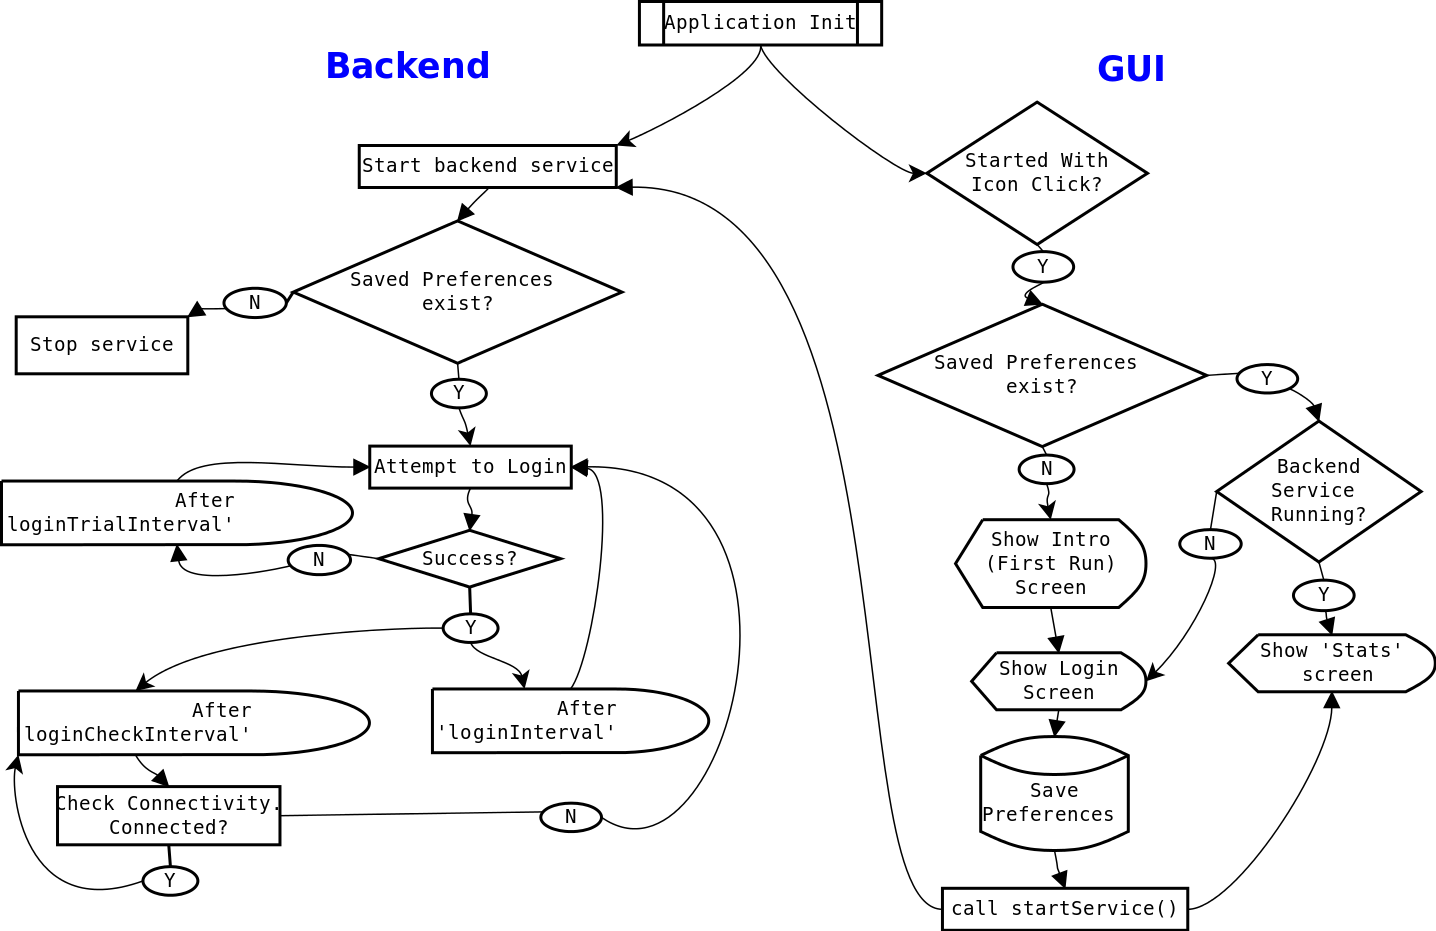 Application Init
Backend
GUI
Start backend service
Started With
Icon Click?
Y
Saved Preferences
exist?
N
Stop service
Y
Saved Preferences
exist?
Y
N
Attempt to Login
After
loginTrialInterval'
N
Success?
Y
Backend
Service
Running?
N
Y
Show Intro
(First Run)
Screen
Show Login
Screen
Show 'Stats'
screen
After
loginCheckInterval'
After
'loginInterval'
Check Connectivity.
Connected?
N
Y
Save
Preferences
call startService()